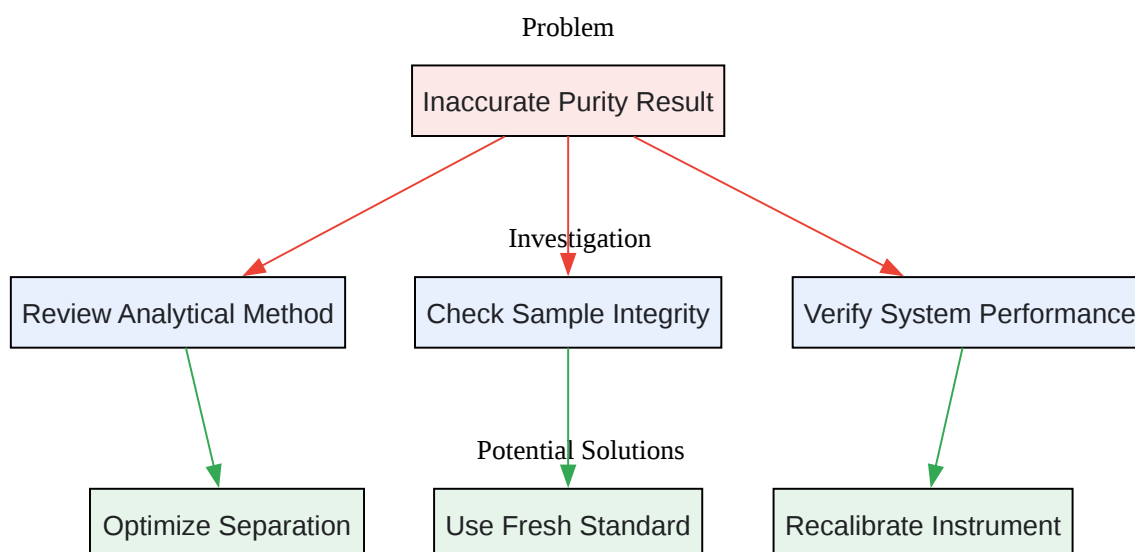 Problem
Inaccurate Purity Result
Investigation
Review Analytical Method
Check Sample Integrity
Verify System Performance
Potential Solutions
Optimize Separation
Use Fresh Standard
Recalibrate Instrument